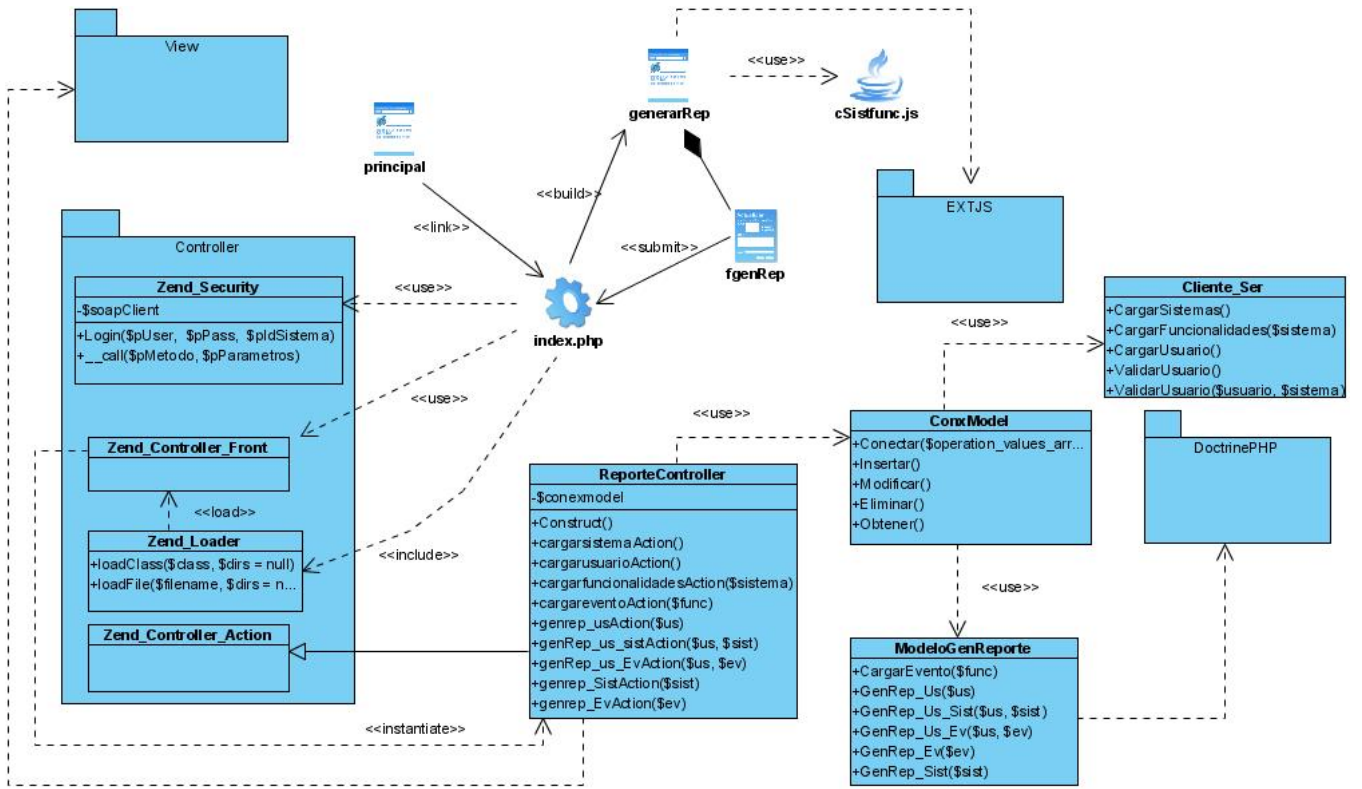 View
generarRep
<<use>>
cSistfunc.js
principal
<<build>>
<<link>>
<<submit>>
fgenRep
EXTJS
Controller
Zend_Security
-$soapClient
+Login($pUser, $pPass, $pIdSistema)
+__call($pMetodo, $pParametros)
<<use>>
index.php
<<use>>
Zend_Controller_Front
<<load>>
Zend_Loader
+loadClass($class, $dirs = null)
+loadFile($filename, $dirs = n...
<<include>>
Zend_Controller_Action
<<instantiate>>
ReporteController
-$conexmodel
+Construct()
+cargarsistemaAction()
+cargarusuarioAction()
+cargarfuncionalidadesAction($sistema)
+cargareventoAction($func)
+genrep_usAction($us)
+genRep_us_sistAction($us, $sist)
+genRep_us_EvAction($us, $ev)
+genrep_SistAction($sist)
+genrep_EvAction($ev)
<<use>>
ConxModel
+Conectar($operation_values_arr...
+Insertar()
+Modificar()
+Eliminar()
+Obtener()
<<use>>
Cliente_Ser
+CargarSistemas()
+CargarFuncionalidades($sistema)
+CargarUsuario()
+ValidarUsuario()
+ValidarUsuario($usuario, $sistema)
DoctrinePHP
<<use>>
ModeloGenReporte
+CargarEvento($func)
+GenRep_Us($us)
+GenRep_Us_Sist($us, $sist)
+GenRep_Us_Ev($us, $ev)
+GenRep_Ev($ev)
+GenRep_Sist($sist)